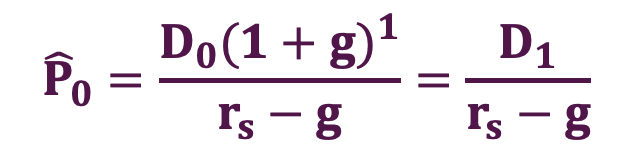 P̂₀ = D₀(1 + g)¹ / (rₛ − g) = D₁ / (rₛ − g)